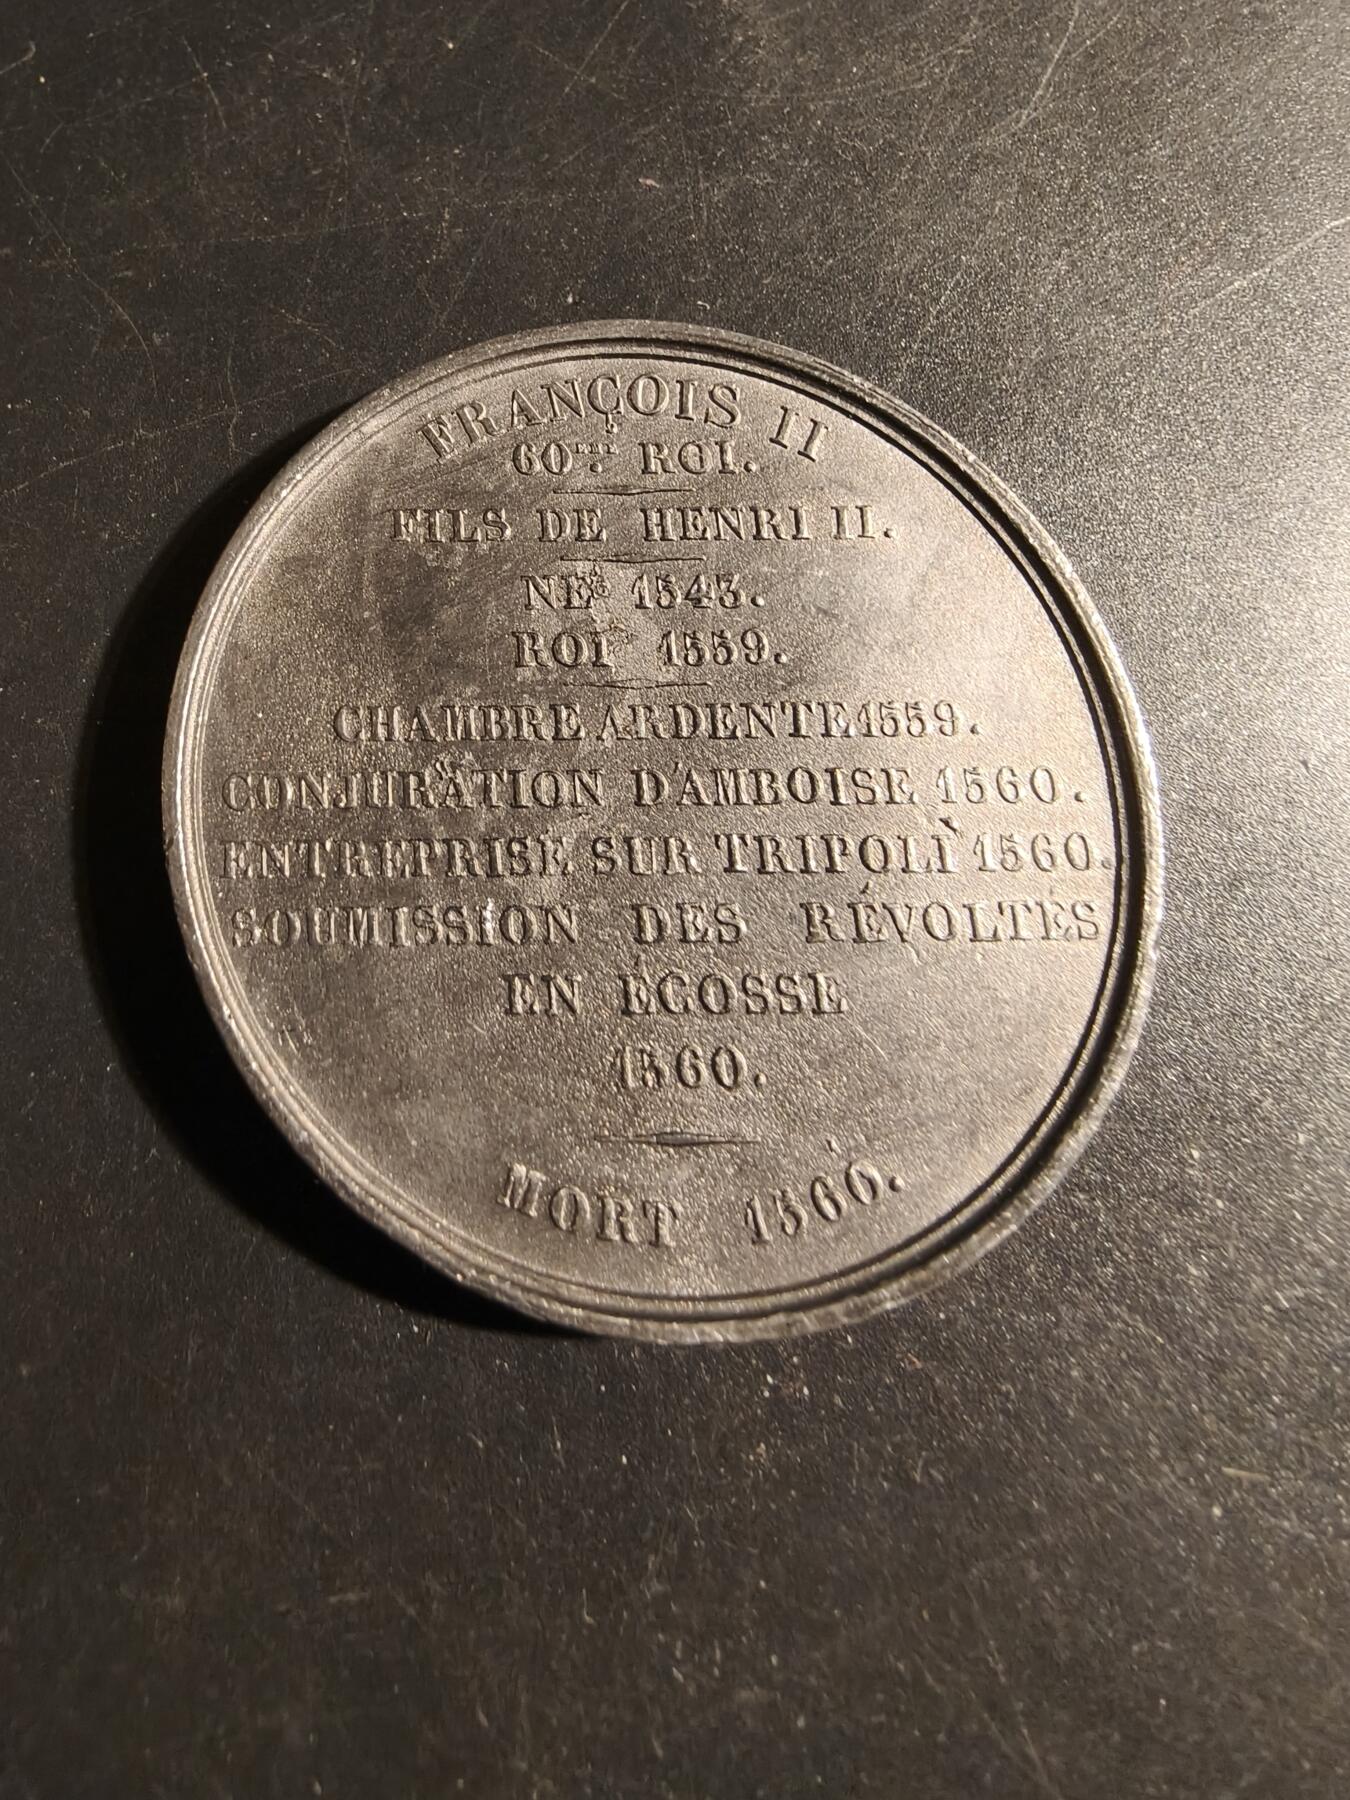 FRANÇOIS II
60me. ROI.
FILS DE HENRI II.
NÉ 1543.
ROI 1559.
CHAMBRE ARDENTE 1559.
CONJURATION D'AMBOISE 1560.
ENTREPRISE SUR TRIPOLI 1560.
SOUMISSION DES RÉVOLTÉS
EN ÉCOSSE
1560.
MORT 1560.